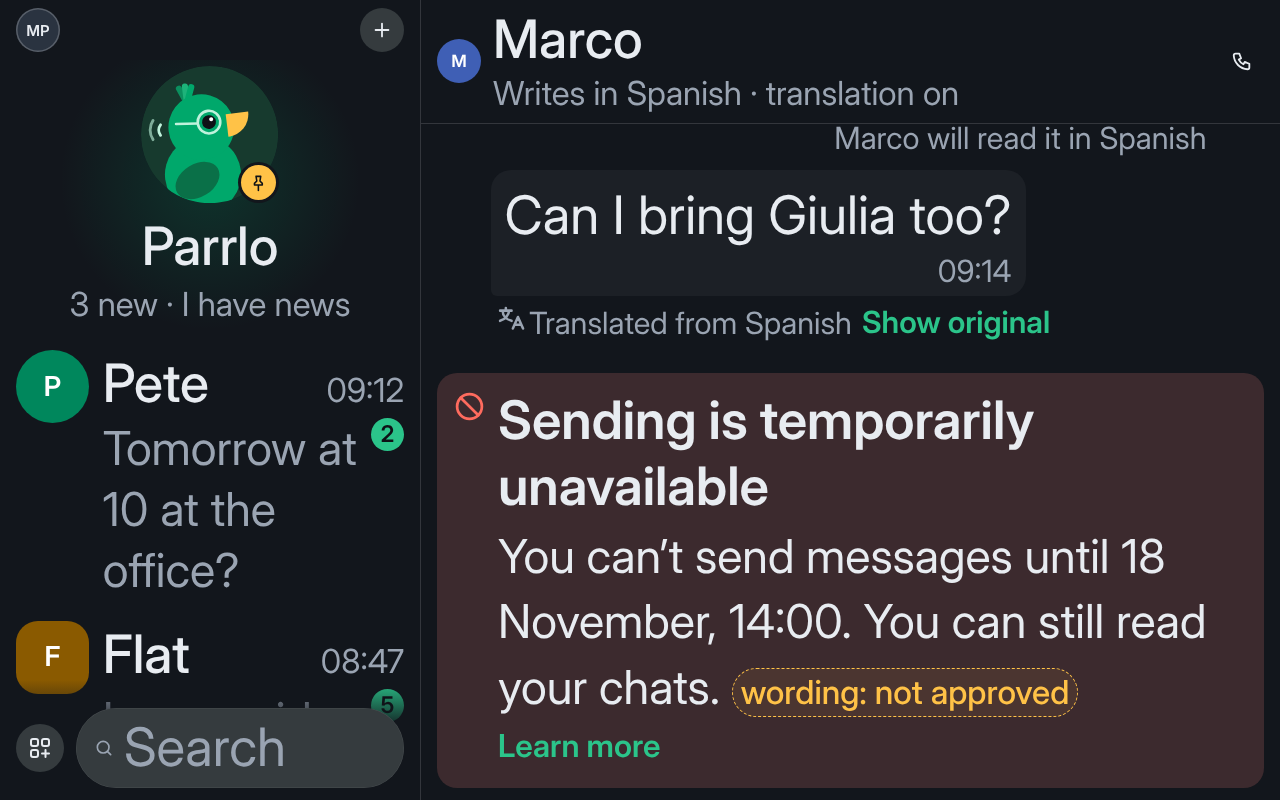 MP
Parrlo
3 new · I have news
P
Pete
09:12
Tomorrow at
2
10 at the
office?
F
Flat
08:47
5
Search
M
Marco
Writes in Spanish · translation on
Marco will read it in Spanish
Can I bring Giulia too?
09:14
Translated from Spanish Show original
Sending is temporarily
unavailable
You can’t send messages until 18
November, 14:00. You can still read
your chats. wording: not approved
Learn more